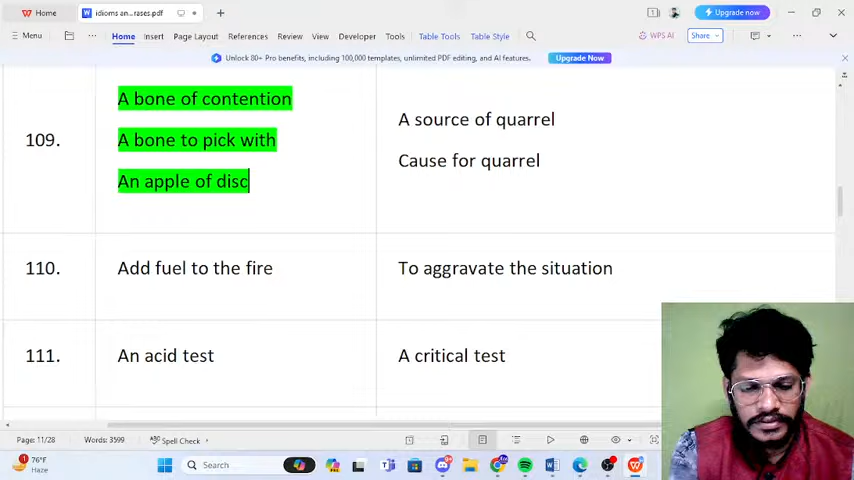 Home
idioms an...rases.pdf
Upgrade now
Menu
Home Insert Page Layout References Review View Developer Tools Table Tools Table Style
WPS AI
Share
Unlock 80+ Pro benefits, including 100,000 templates, unlimited PDF editing, and AI features. Upgrade Now
109.
A bone of contention
A bone to pick with
An apple of disc
A source of quarrel
Cause for quarrel
110. Add fuel to the fire To aggravate the situation
111. An acid test A critical test
Page: 11/28 Words: 3599 Spell Check
76°F
Haze
Search